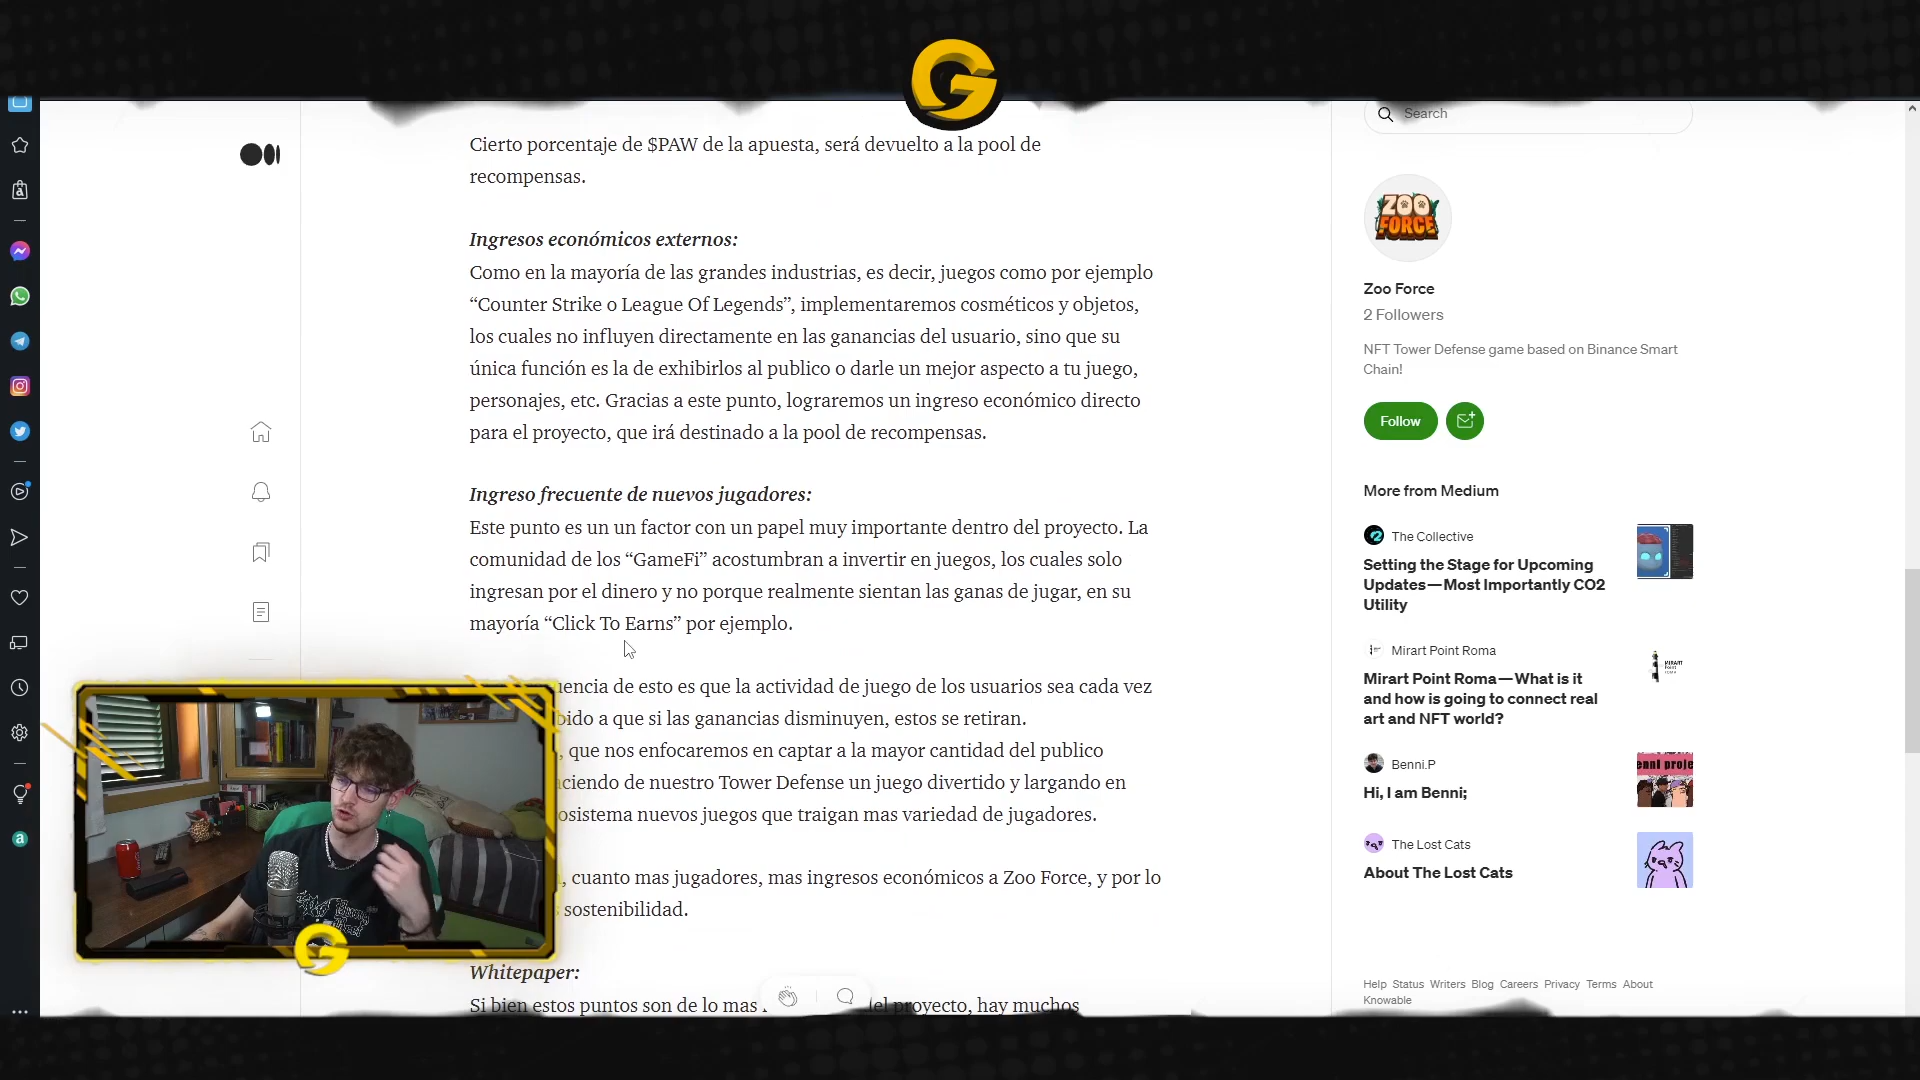 Cierto porcentaje de $PAW de la apuesta, será devuelto a la pool de
recompensas.
Ingresos económicos externos:
Como en la mayoría de las grandes industrias, es decir, juegos como por ejemplo
“Counter Strike o League Of Legends”, implementaremos cosméticos y objetos,
los cuales no influyen directamente en las ganancias del usuario, sino que su
única función es la de exhibirlos al publico o darle un mejor aspecto a tu juego,
personajes, etc. Gracias a este punto, lograremos un ingreso económico directo
para el proyecto, que irá destinado a la pool de recompensas.
Ingreso frecuente de nuevos jugadores:
Este punto es un un factor con un papel muy importante dentro del proyecto. La
comunidad de los “GameFi” acostumbran a invertir en juegos, los cuales solo
ingresan por el dinero y no porque realmente sientan las ganas de jugar, en su
mayoría “Click To Earns” por ejemplo.
de esto es que la actividad de juego de los usuarios sea cada vez
a que si las ganancias disminuyen, estos se retiran.
, que nos enfocaremos en captar a la mayor cantidad del publico
de nuestro Tower Defense un juego divertido y largando en
nuevos juegos que traigan mas variedad de jugadores.
, cuanto mas jugadores, mas ingresos económicos a Zoo Force, y por lo
sostenibilidad.
Whitepaper:
Si bien estos puntos son de lo mas del proyecto, hay muchos
Search
ZOO
FORCE
Zoo Force
2 Followers
NFT Tower Defense game based on Binance Smart
Chain!
Follow
More from Medium
The Collective
Setting the Stage for Upcoming
Updates—Most Importantly CO2
Utility
Mirart Point Roma
Mirart Point Roma—What is it
and how is going to connect real
art and NFT world?
Benni.P
Hi, I am Benni;
The Lost Cats
About The Lost Cats
Help Status Writers Blog Careers Privacy Terms About
Knowable